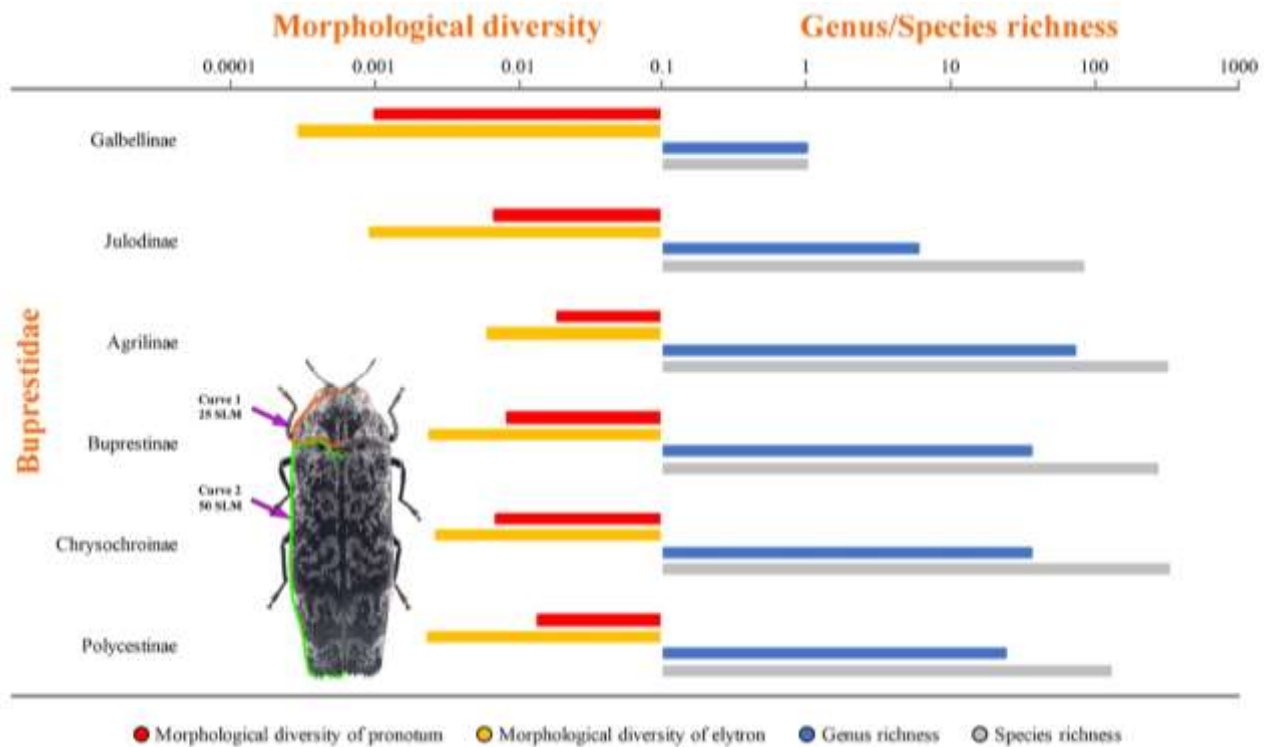 Morphological diversity Genus/Species richness
0.0001 0.001 0.01 0.1 1 10 100 1000
Galbellinae
Julodinae
Agrilinae
Curve 1
25 SLM
Buprestinae
Buprestidae
Curve 2
50 SLM
Chrysochroinae
Polycestinae
Morphological diversity of pronotum Morphological diversity of elytron Genus richness Species richness